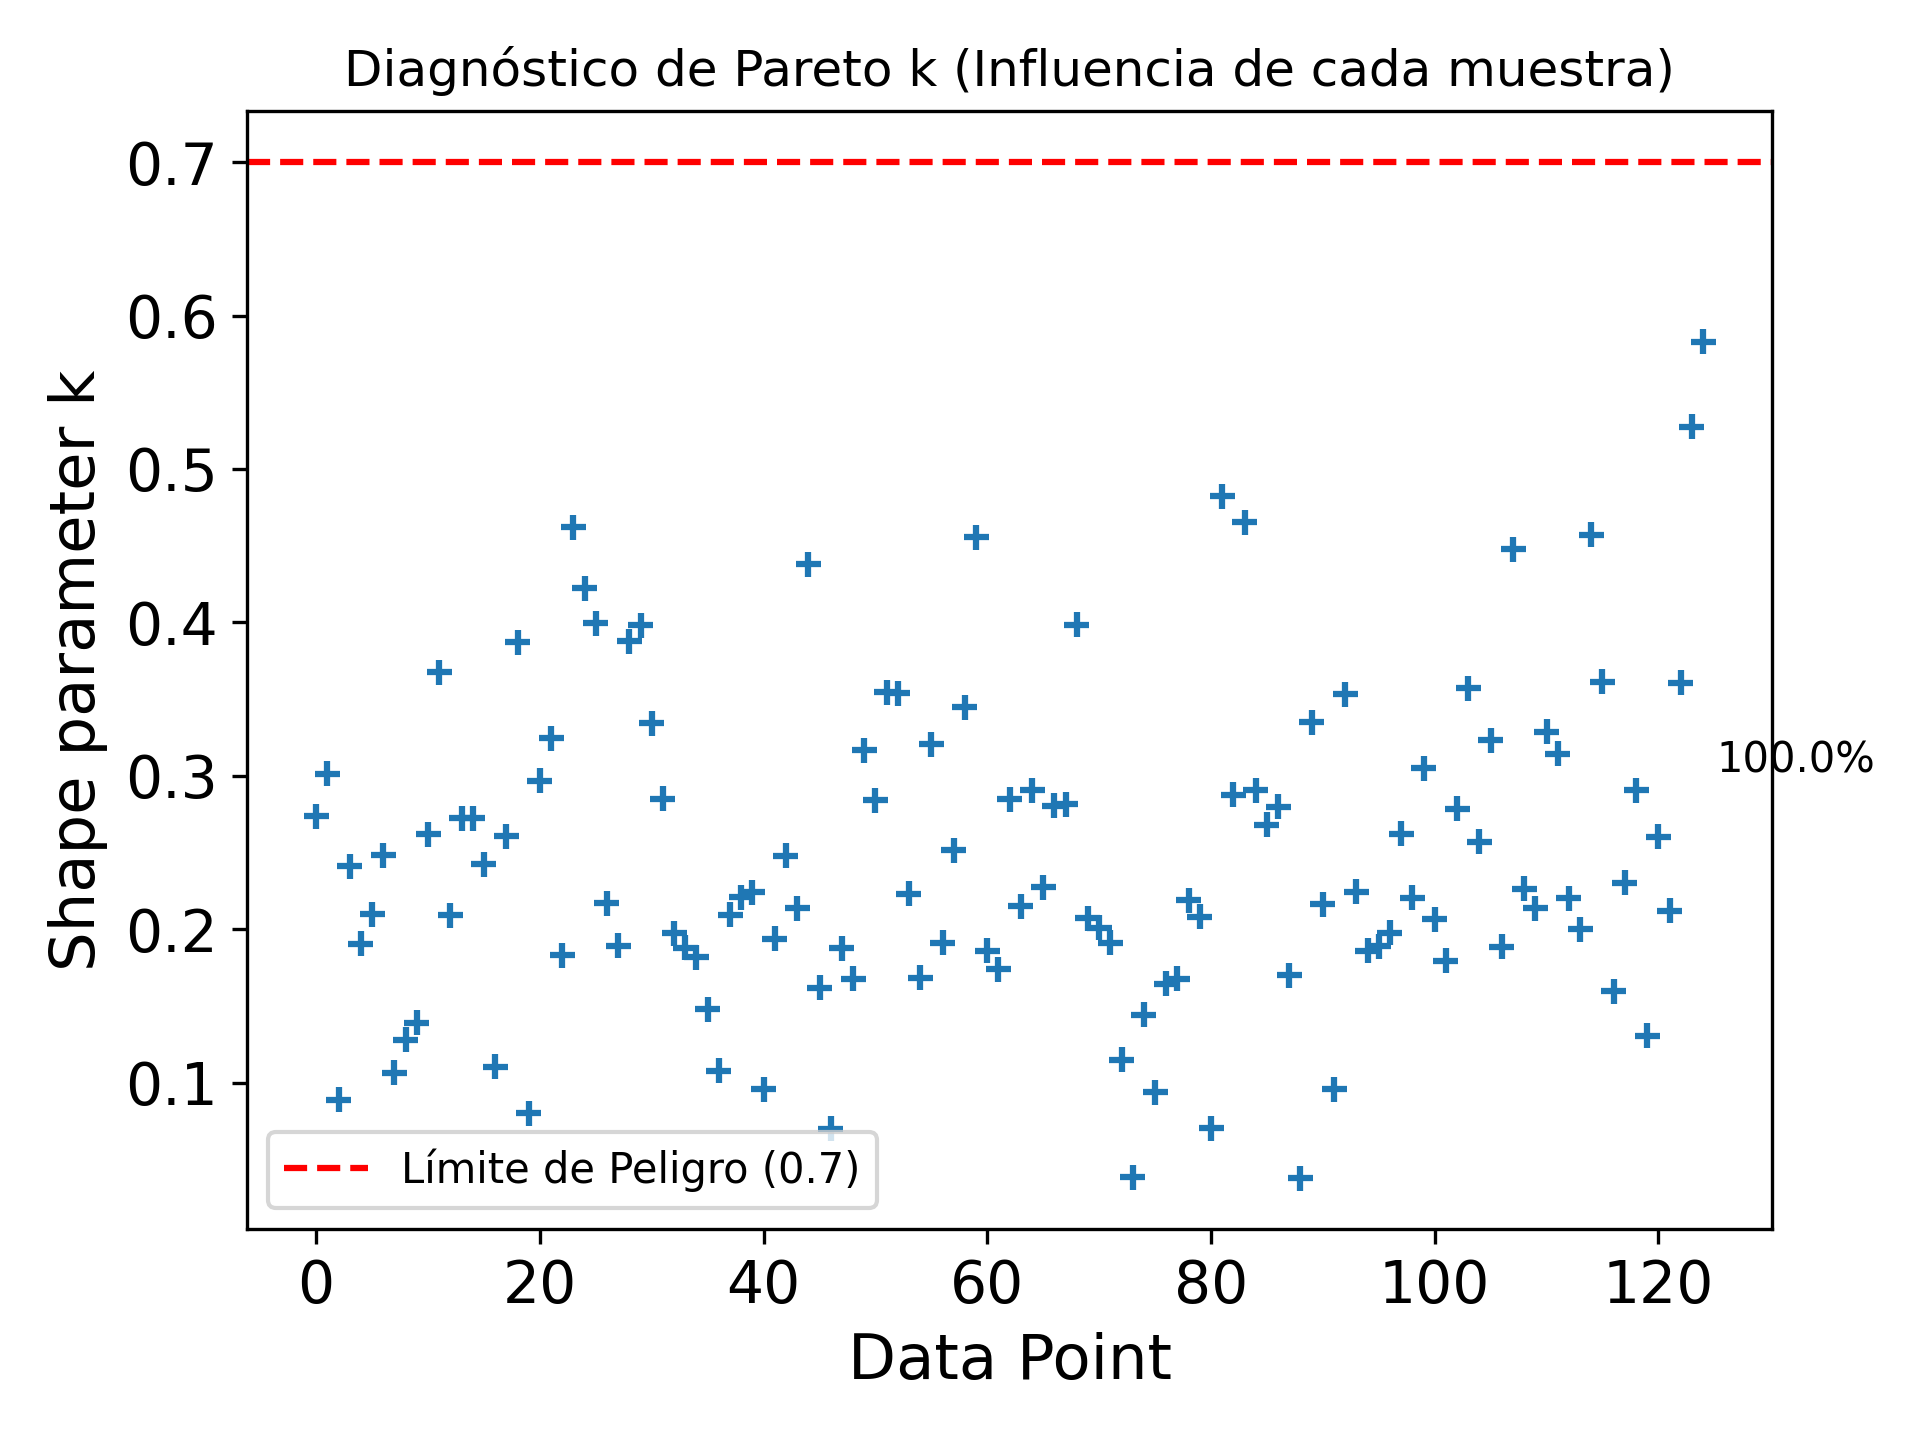 Diagnóstico de Pareto k (Influencia de cada muestra)
Shape parameter k
0.7
0.6
0.5
0.4
0.3
0.2
0.1
100.0%
Límite de Peligro (0.7)
0 20 40 60 80 100 120
Data Point